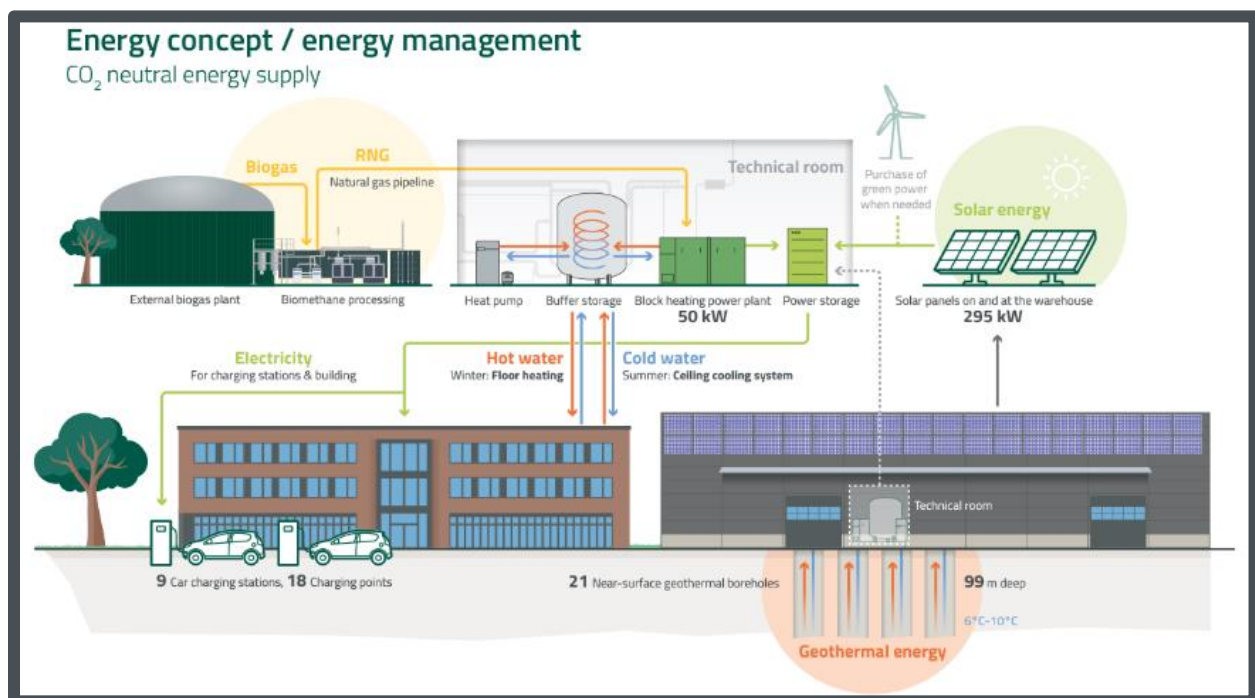 Energy concept / energy management
CO₂ neutral energy supply
Biogas
RNG
Natural gas pipeline
Technical room
Purchase of
green power
when needed
Solar energy
External biogas plant
Biomethane processing
Heat pump
Buffer storage
Block heating power plant
50 kW
Power storage
Solar panels on and at the warehouse
295 kW
Electricity
For charging stations & building
Hot water
Winter: Floor heating
Cold water
Summer: Ceiling cooling system
Technical room
9 Car charging stations, 18 Charging points
21 Near-surface geothermal boreholes
99 m deep
6°C-10°C
Geothermal energy